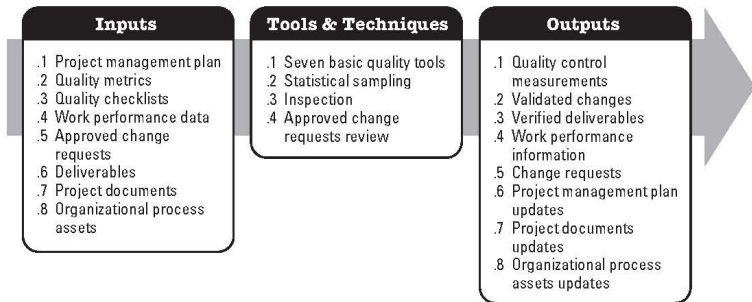 Inputs
.1 Project management plan
.2 Quality metrics
.3 Quality checklists
.4 Work performance data
.5 Approved change
requests
.6 Deliverables
.7 Project documents
.8 Organizational process
assets
Tools & Techniques
.1 Seven basic quality tools
.2 Statistical sampling
.3 Inspection
.4 Approved change
requests review
Outputs
.1 Quality control
measurements
.2 Validated changes
.3 Verified deliverables
.4 Work performance
information
.5 Change requests
.6 Project management plan
updates
.7 Project documents
updates
.8 Organizational process
assets updates